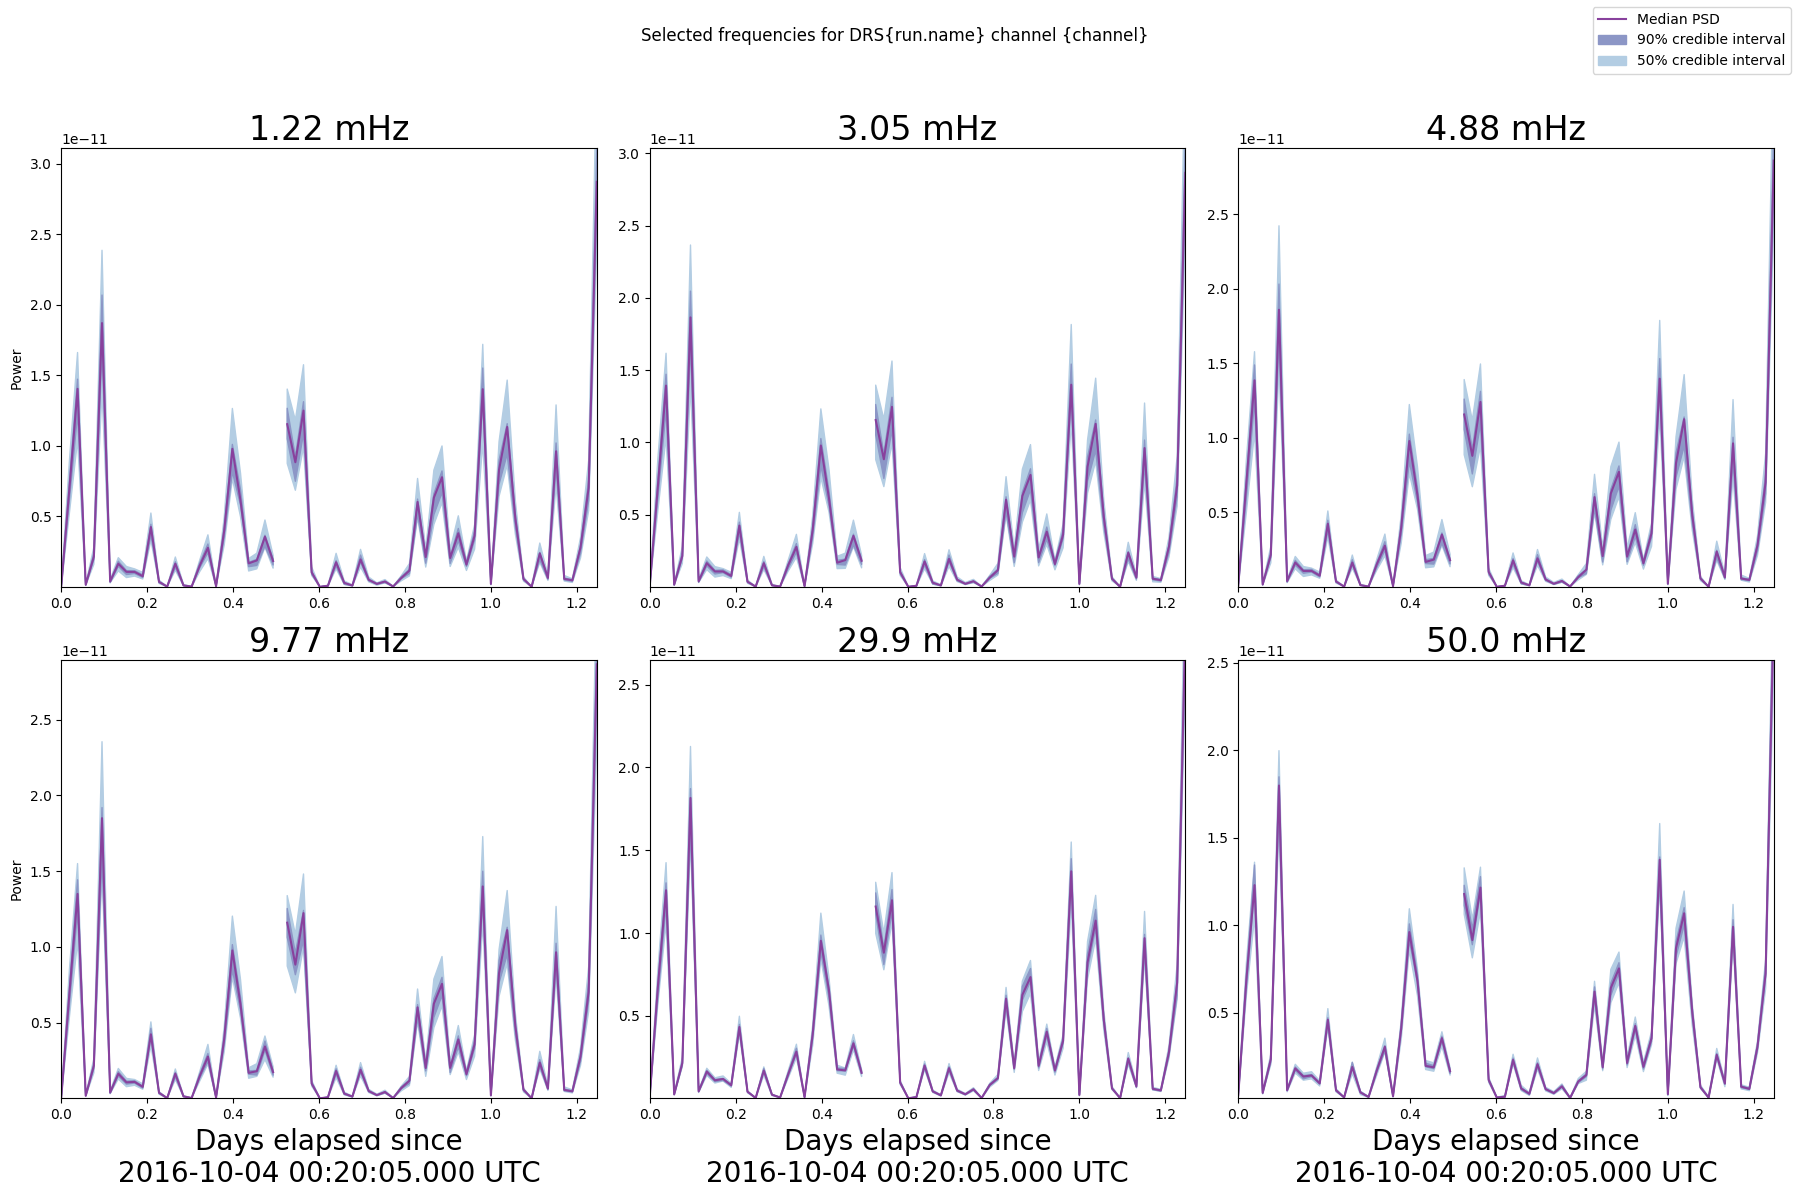 Selected frequencies for DRS{run.name} channel {channel}
Median PSD
90% credible interval
50% credible interval
1.22 mHz
3.05 mHz
4.88 mHz
1e−11
1e−11
1e−11
Power
3.0
2.5
2.0
1.5
1.0
0.5
3.0
2.5
2.0
1.5
1.0
0.5
2.5
2.0
1.5
1.0
0.5
0.0 0.2 0.4 0.6 0.8 1.0 1.2
0.0 0.2 0.4 0.6 0.8 1.0 1.2
0.0 0.2 0.4 0.6 0.8 1.0 1.2
9.77 mHz
29.9 mHz
50.0 mHz
1e−11
1e−11
1e−11
Power
2.5
2.0
1.5
1.0
0.5
2.5
2.0
1.5
1.0
0.5
2.5
2.0
1.5
1.0
0.5
0.0 0.2 0.4 0.6 0.8 1.0 1.2
0.0 0.2 0.4 0.6 0.8 1.0 1.2
0.0 0.2 0.4 0.6 0.8 1.0 1.2
Days elapsed since
2016-10-04 00:20:05.000 UTC
Days elapsed since
2016-10-04 00:20:05.000 UTC
Days elapsed since
2016-10-04 00:20:05.000 UTC